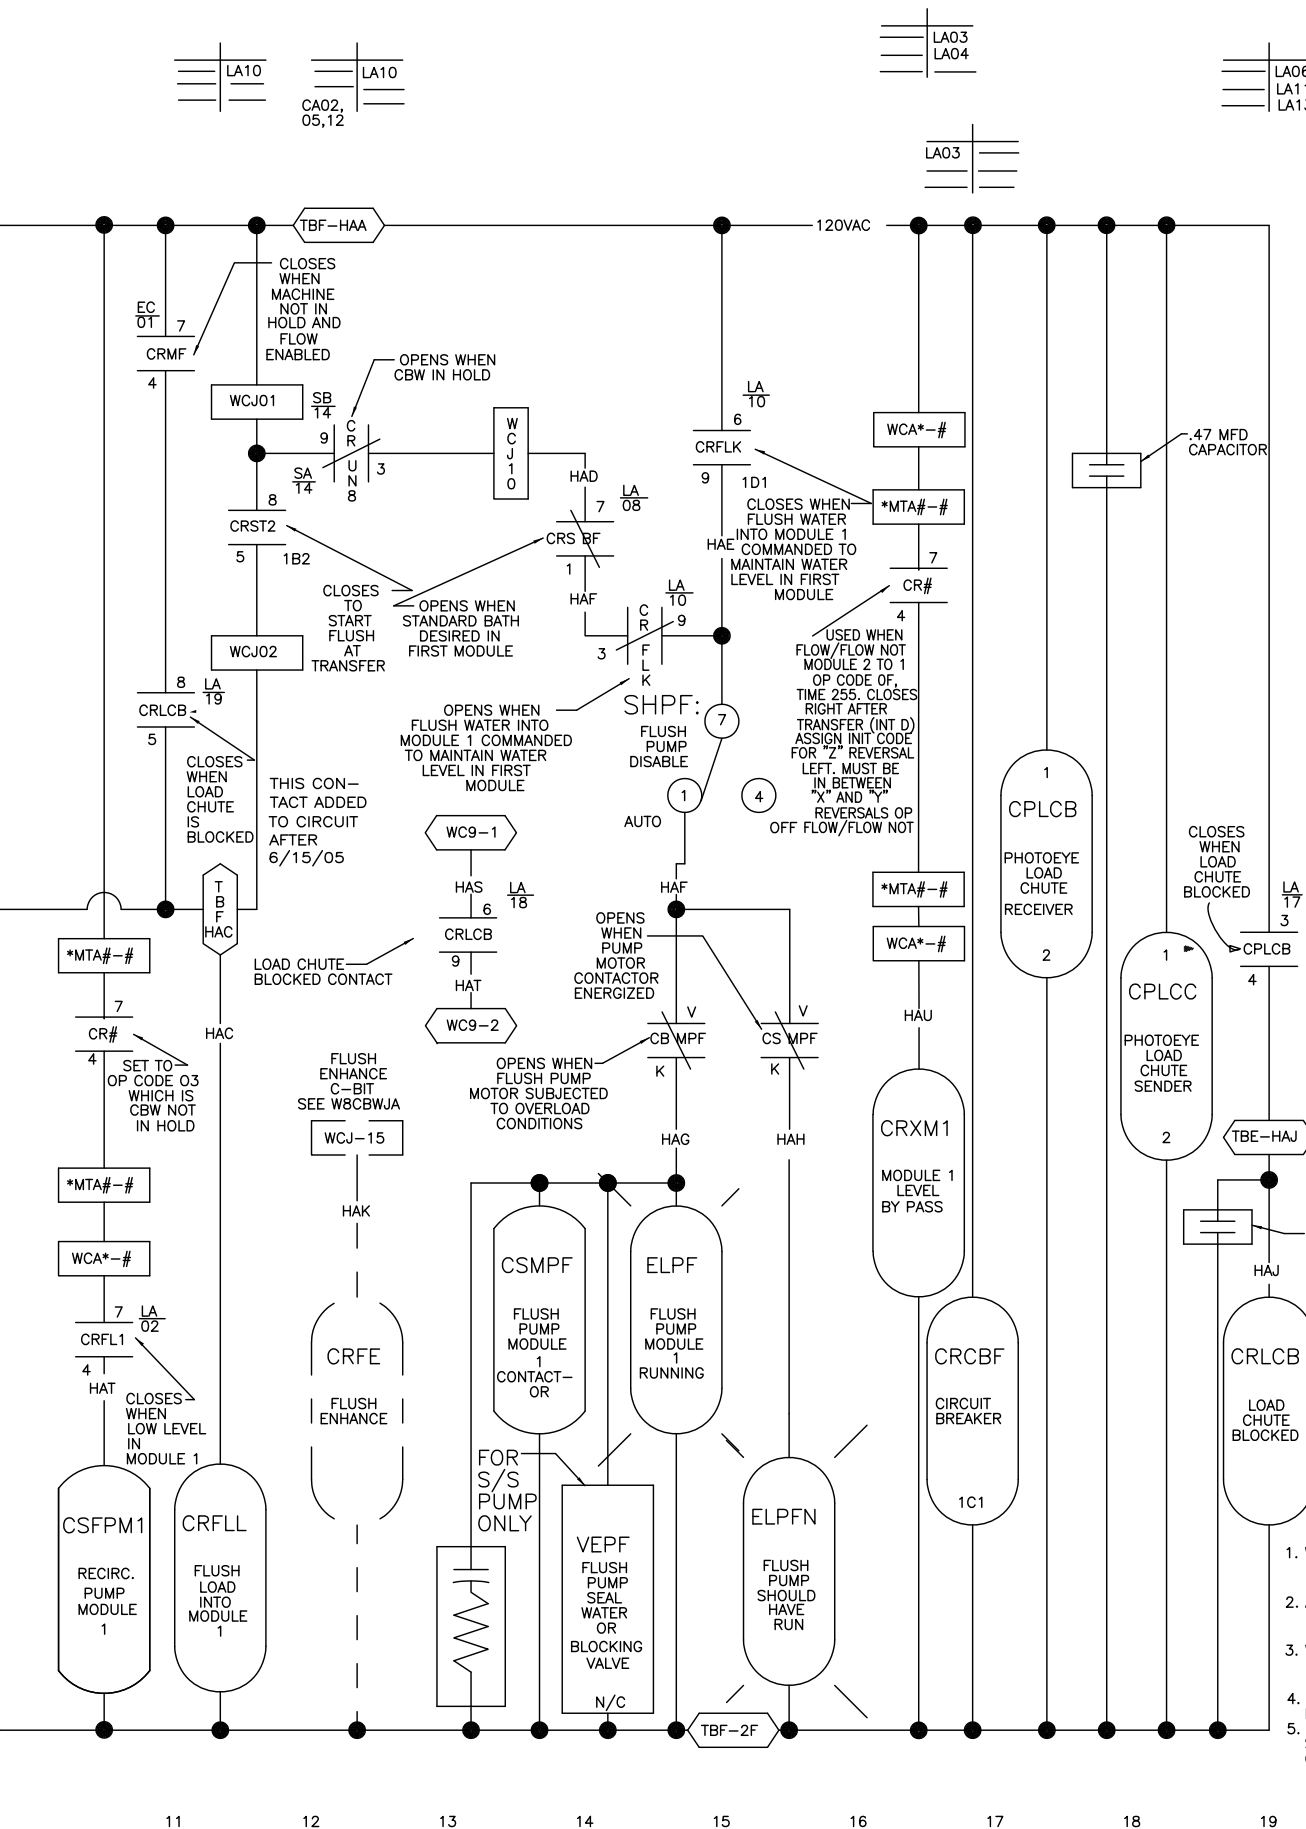 LA03
LA04
LA10
LA10
CA02,
05,12
LA03
TBF-HAA
120VAC
CLOSES
WHEN
MACHINE
NOT IN
HOLD AND
FLOW
ENABLED
EC
01
7
CRMF
4
WCJ01
SB
14
OPENS WHEN
CBW IN HOLD
9
CRUN8
3
SA
14
WCJ10
HAD
8
CRST2
5
1B2
7
LA
08
CRS BF
1
HAF
CLOSES
TO
START
FLUSH
AT
TRANSFER
OPENS WHEN
STANDARD BATH
DESIRED IN
FIRST MODULE
WCJ02
LA
10
6
CRFLK
9
1D1
HAE
CLOSES WHEN
FLUSH WATER
INTO MODULE 1
COMMANDED TO
MAINTAIN WATER
LEVEL IN FIRST
MODULE
LA
10
CRFLK
9
3
OPENS WHEN
FLUSH WATER INTO
MODULE 1 COMMANDED
TO MAINTAIN WATER
LEVEL IN FIRST
MODULE
SHPF:
FLUSH
PUMP
DISABLE
7
1
4
AUTO
WCA*-#
*MTA#-#
7
CR#
4
USED WHEN
FLOW/FLOW NOT
MODULE 2 TO 1
OP CODE OF,
TIME 255. CLOSES
RIGHT AFTER
TRANSFER (INT D)
ASSIGN INIT CODE
FOR "Z" REVERSAL
LEFT. MUST BE
IN BETWEEN
"X" AND "Y"
REVERSALS OP
OFF FLOW/FLOW NOT
.47 MFD
CAPACITOR
8
LA
19
CRLCB
5
CLOSES
WHEN
LOAD
CHUTE
IS
BLOCKED
THIS CON-
TACT ADDED
TO CIRCUIT
AFTER
6/15/05
TBFHAC
*MTA#-#
7
CR#
4
SET TO
OP CODE 03
WHICH IS
CBW NOT
IN HOLD
*MTA#-#
WCA*-#
7
LA
02
CRFL1
4
HAT
CLOSES
WHEN
LOW LEVEL
IN
MODULE 1
CSFPM1
RECIRC.
PUMP
MODULE
1
HAC
CRFLL
FLUSH
LOAD
INTO
MODULE
1
WC9-1
HAS
LA
18
6
CRLCB
9
HAT
WC9-2
LOAD CHUTE
BLOCKED CONTACT
FLUSH
ENHANCE
C-BIT
SEE W8CBWJA
WCJ-15
HAK
CRFE
FLUSH
ENHANCE
HAF
OPENS
WHEN
PUMP
MOTOR
CONTACTOR
ENERGIZED
V
CB MPF
K
V
CS MPF
K
OPENS WHEN
FLUSH PUMP
MOTOR SUBJECTED
TO OVERLOAD
CONDITIONS
HAG
HAH
CSMPF
FLUSH
PUMP
MODULE
1
CONTACT-
OR
ELPF
FLUSH
PUMP
MODULE
1
RUNNING
FOR
S/S
PUMP
ONLY
VEPF
FLUSH
PUMP
SEAL
WATER
OR
BLOCKING
VALVE
N/C
ELPFN
FLUSH
PUMP
SHOULD
HAVE
RUN
TBF-2F
*MTA#-#
WCA*-#
HAU
CRXM1
MODULE 1
LEVEL
BY PASS
CRCBF
CIRCUIT
BREAKER
1C1
1
CPLCB
PHOTOEYE
LOAD
CHUTE
RECEIVER
2
1
CPLCC
PHOTOEYE
LOAD
CHUTE
SENDER
2
CLOSES
WHEN
LOAD
CHUTE
BLOCKED
LA
17
3
CPLCB
4
TBE-HAJ
HAJ
CRLCB
LOAD
CHUTE
BLOCKED
1.
2.
3.
4.
5.
11 12 13 14 15 16 17 18 19